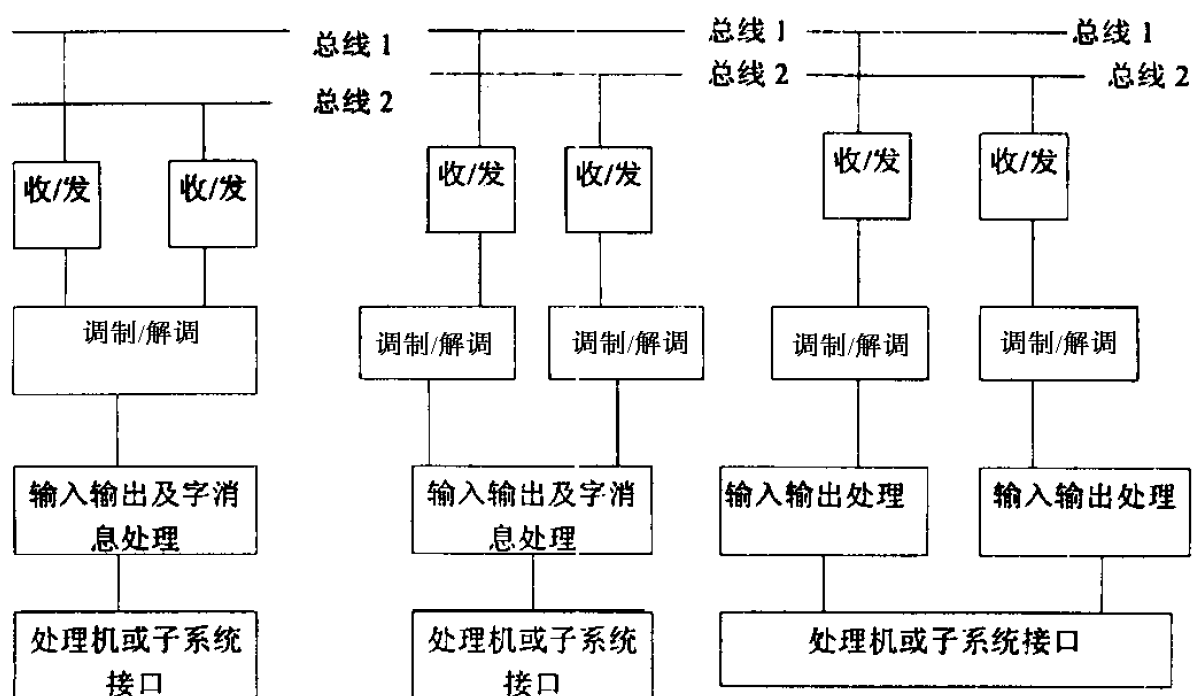 总线 1
总线 1
总线 1
总线 2
总线 2
总线 2
收/发
收/发
收/发
收/发
收/发
收/发
调制/解调
调制/解调
调制/解调
调制/解调
调制/解调
输入输出及字消
息处理
输入输出及字消
息处理
输入输出处理
输入输出处理
处理机或子系统
接口
处理机或子系统
接口
处理机或子系统接口